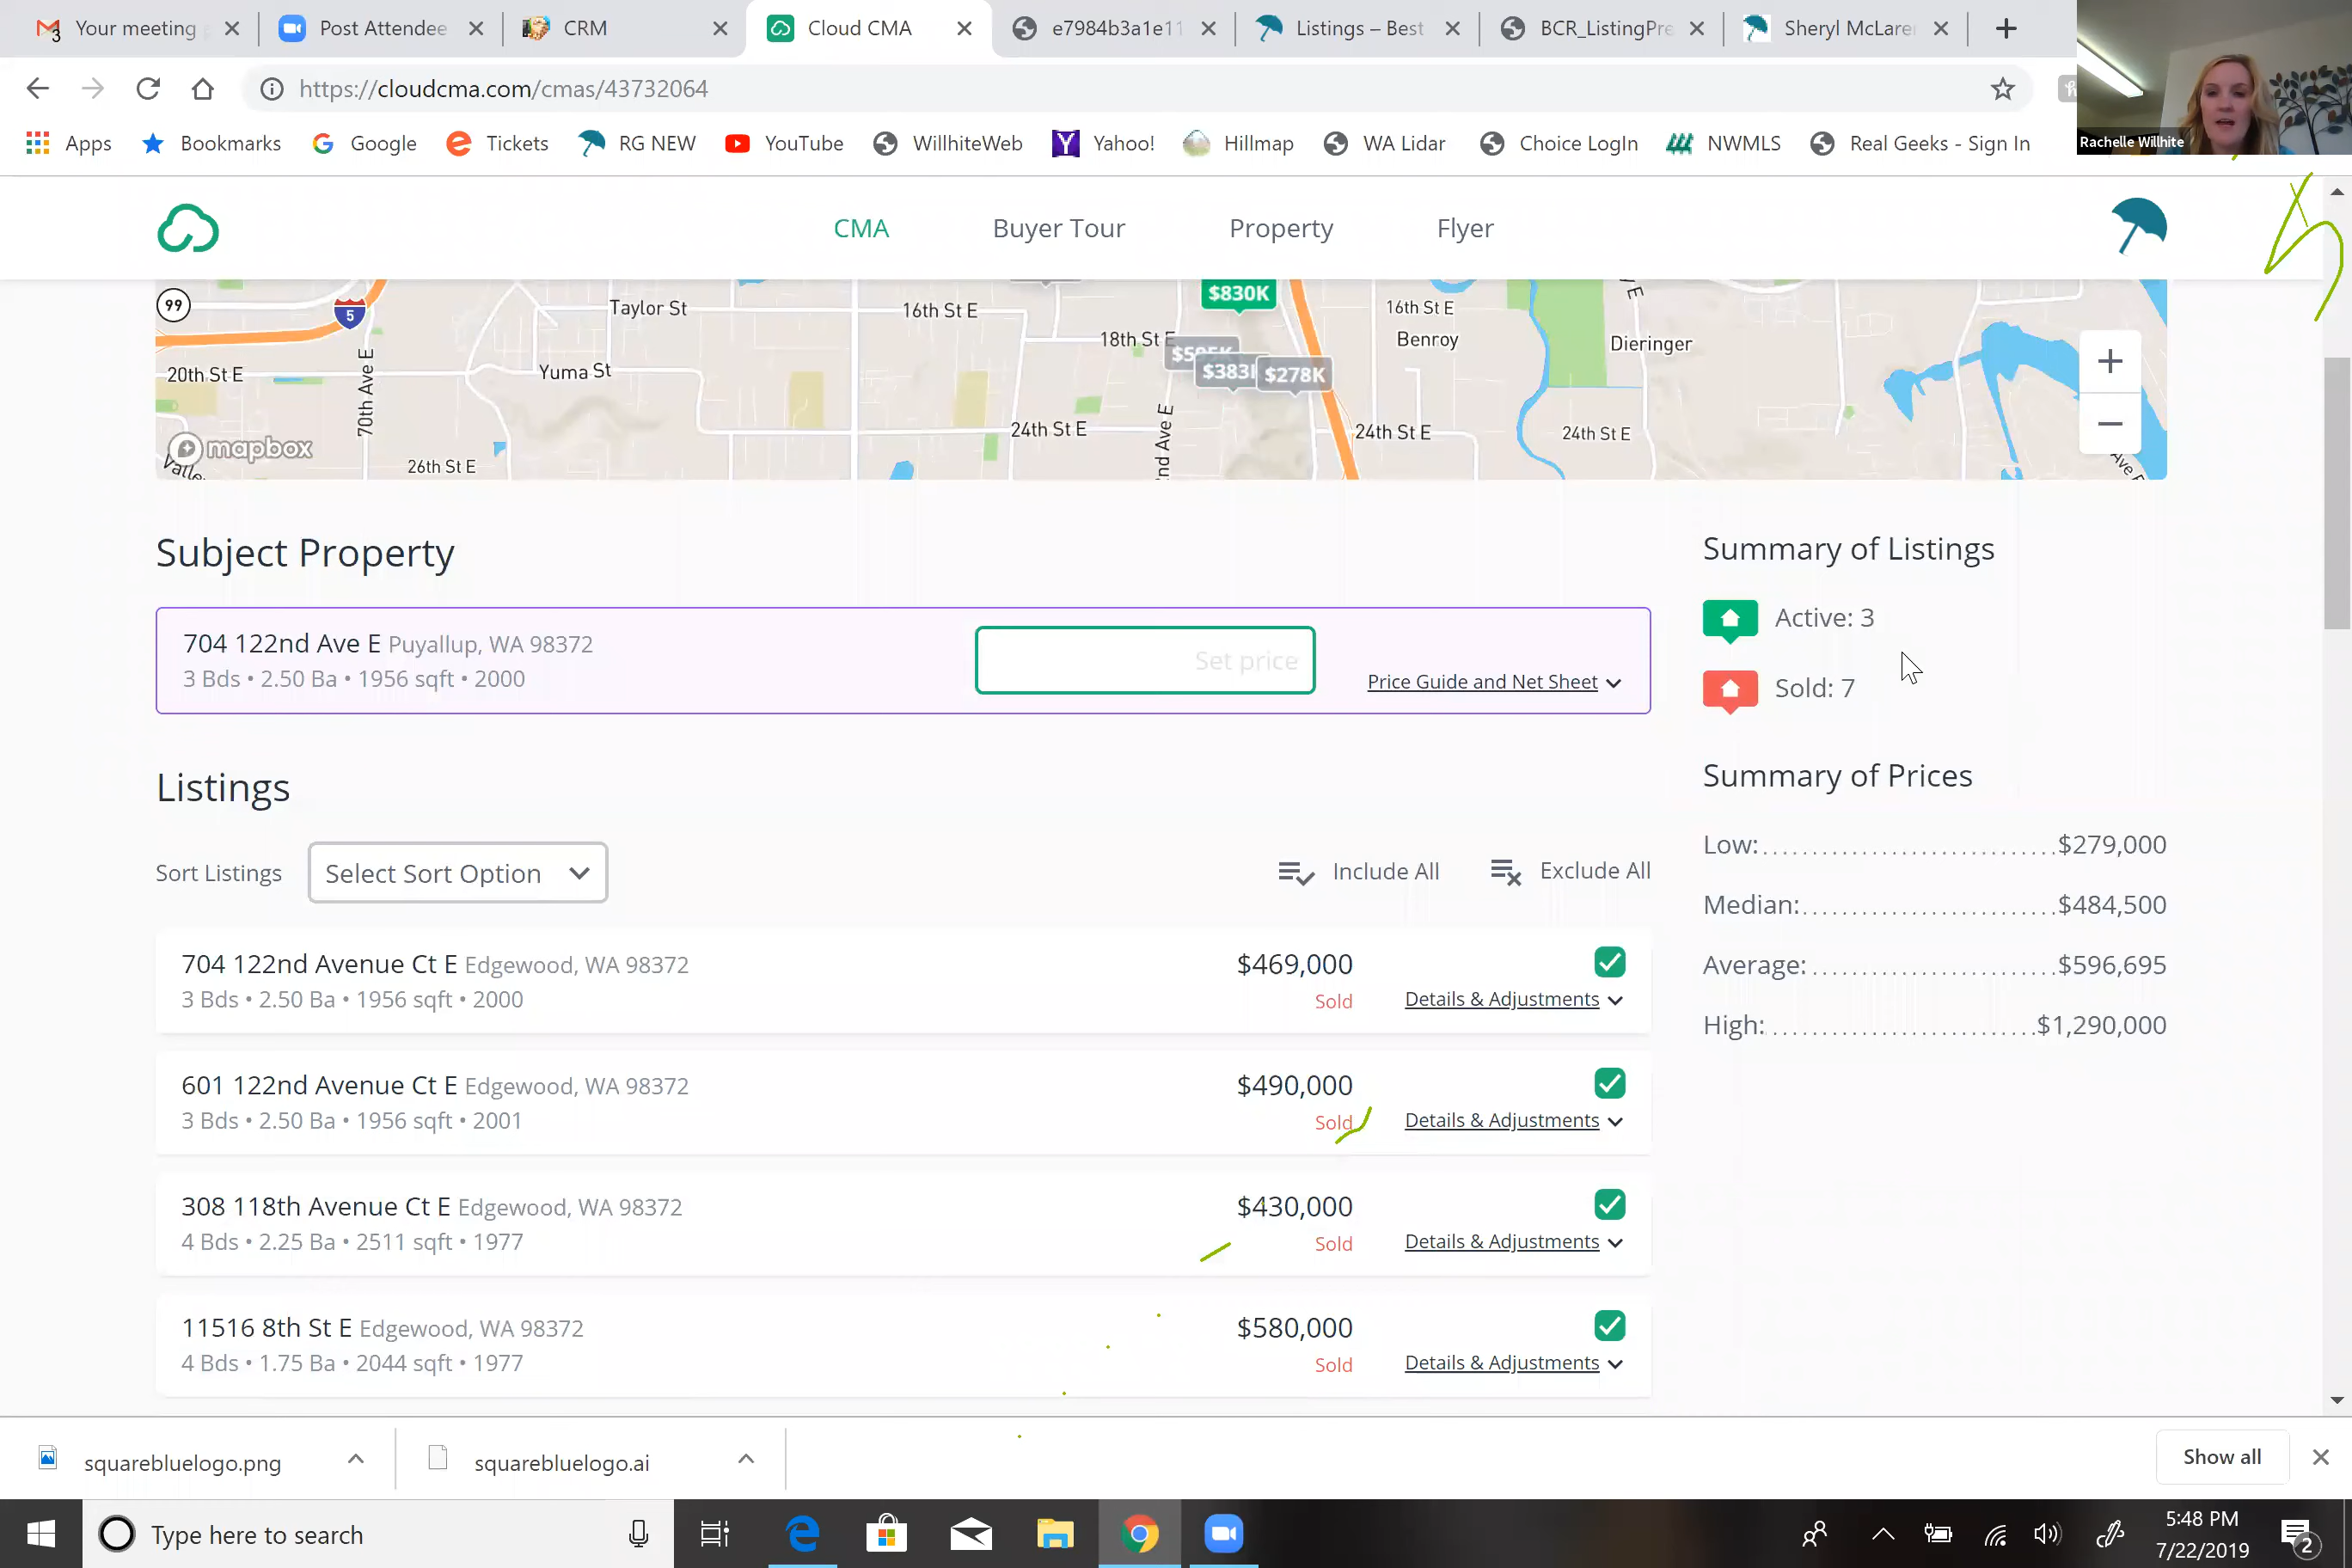 Your meeting
Post Attendee
CRM
Cloud CMA
e7984b3a1e11
Listings – Best
BCR_ListingPre
Sheryl McLaren
https://cloudcma.com/cmas/43732064
Apps
Bookmarks
Google
Tickets
RG NEW
YouTube
WillhiteWeb
Yahoo!
Hillmap
WA Lidar
Choice LogIn
NWMLS
Real Geeks - Sign In
Rachelle Willhite
CMA
Buyer Tour
Property
Flyer
99
5
Taylor St
16th St E
$830K
16th St E
18th St E
Benroy
Dieringer
20th St E
70th Ave E
Yuma St
$383
$278K
24th St E
24th St E
24th St E
26th St E
nd Ave E
mapbox
+
−
Subject Property
704 122nd Ave E Puyallup, WA 98372
3 Bds • 2.50 Ba • 1956 sqft • 2000
Set price
Price Guide and Net Sheet
Summary of Listings
Active: 3
Sold: 7
Summary of Prices
Low: $279,000
Median: $484,500
Average: $596,695
High: $1,290,000
Listings
Sort Listings
Select Sort Option
Include All
Exclude All
704 122nd Avenue Ct E Edgewood, WA 98372
3 Bds • 2.50 Ba • 1956 sqft • 2000
$469,000
Sold
Details & Adjustments
601 122nd Avenue Ct E Edgewood, WA 98372
3 Bds • 2.50 Ba • 1956 sqft • 2001
$490,000
Sold
Details & Adjustments
308 118th Avenue Ct E Edgewood, WA 98372
4 Bds • 2.25 Ba • 2511 sqft • 1977
$430,000
Sold
Details & Adjustments
11516 8th St E Edgewood, WA 98372
4 Bds • 1.75 Ba • 2044 sqft • 1977
$580,000
Sold
Details & Adjustments
squarebluelogo.png
squarebluelogo.ai
Show all
Type here to search
5:48 PM
7/22/2019
2